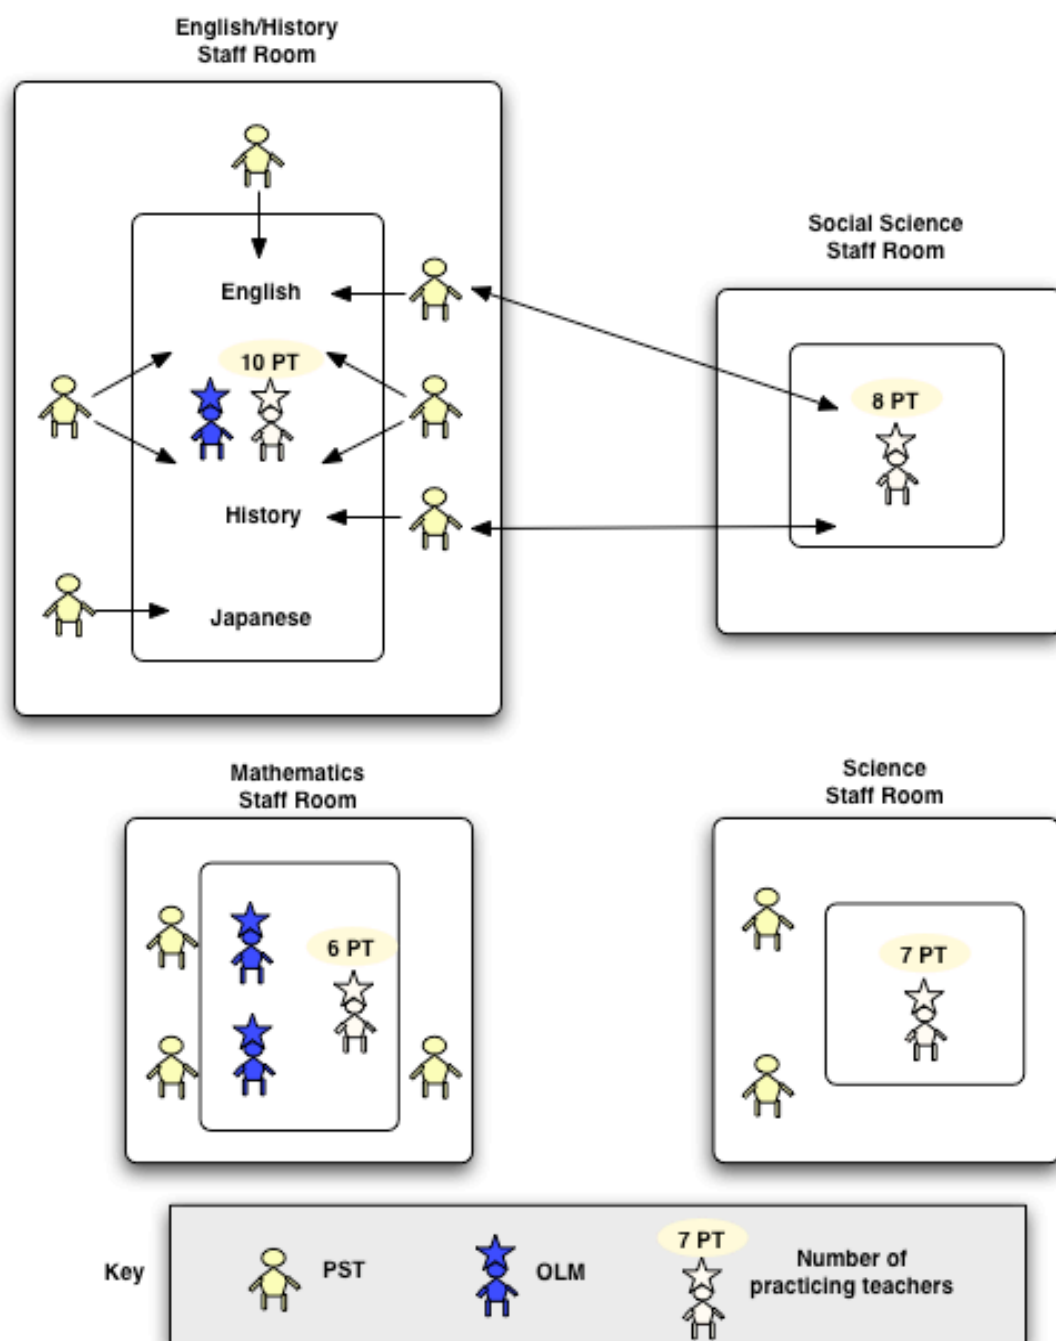 English/History
Staff Room
English
10 PT
History
Japanese
Social Science
Staff Room
8 PT
Mathematics
Staff Room
6 PT
Science
Staff Room
7 PT
Key
PST
OLM
7 PT
Number of
practicing teachers